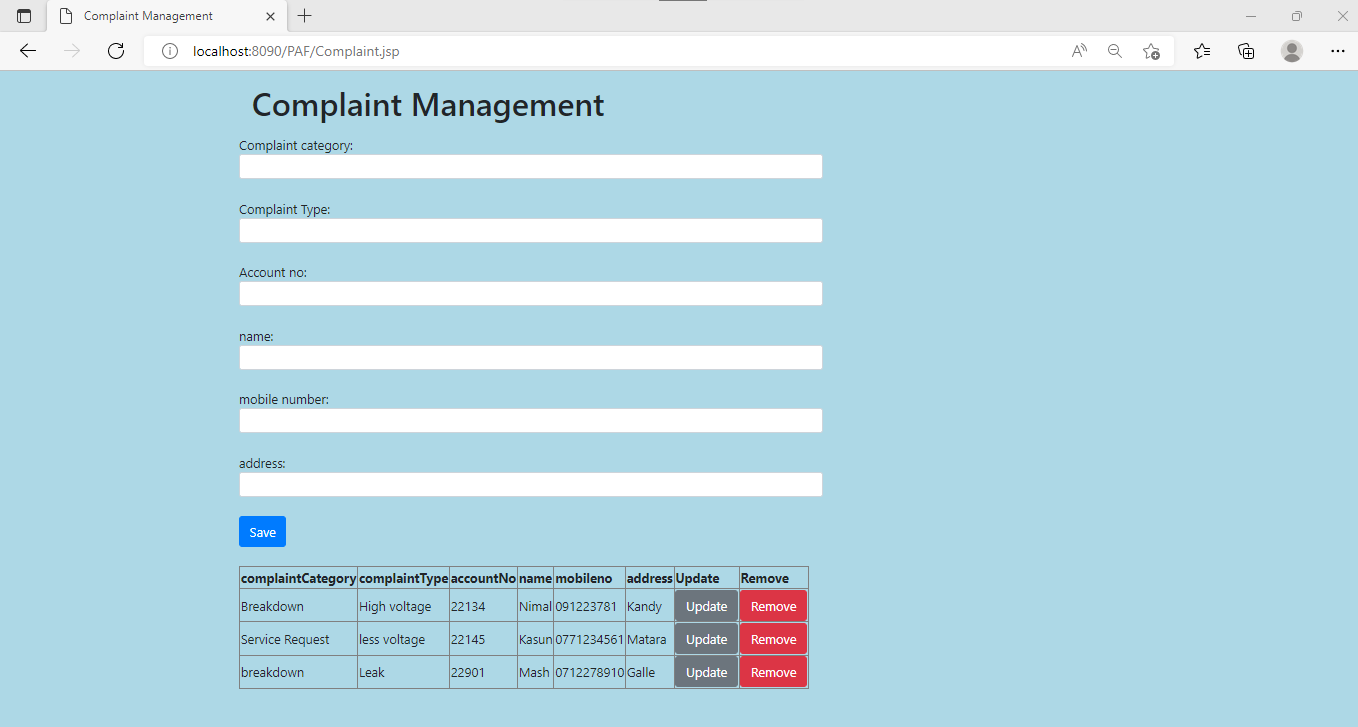 Complaint Management
localhost:8090/PAF/Complaint.jsp
Complaint Management
Complaint category:
Complaint Type:
Account no:
name:
mobile number:
address:
Save
complaintCategory complaintType accountNo name mobileno address Update Remove
Breakdown High voltage 22134 Nimal 091223781 Kandy Update Remove
Service Request less voltage 22145 Kasun 0771234561 Matara Update Remove
breakdown Leak 22901 Mash 0712278910 Galle Update Remove